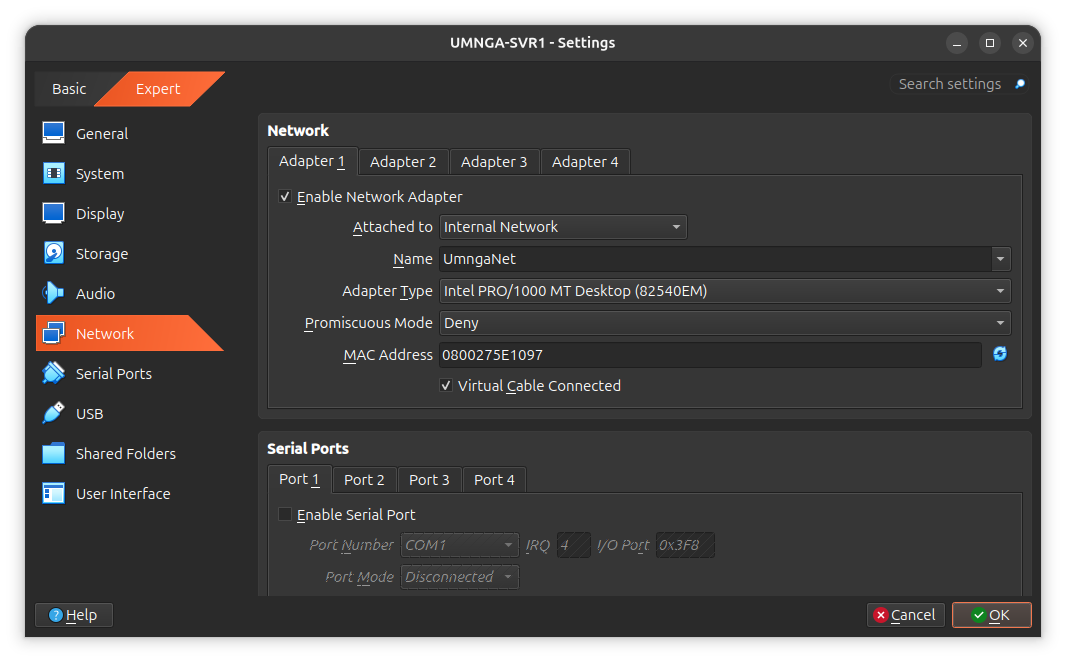 UMNGA-SVR1 - Settings
Basic Expert Search settings
General
System
Display
Storage
Audio
Network
Serial Ports
USB
Shared Folders
User Interface
Network
Adapter 1 Adapter 2 Adapter 3 Adapter 4
Enable Network Adapter
Attached to Internal Network
Name UmngaNet
Adapter Type Intel PRO/1000 MT Desktop (82540EM)
Promiscuous Mode Deny
MAC Address 0800275E1097
Virtual Cable Connected
Serial Ports
Port 1 Port 2 Port 3 Port 4
Enable Serial Port
Port Number COM1 IRQ 4 I/O Port 0x3F8
Port Mode Disconnected
Help Cancel OK